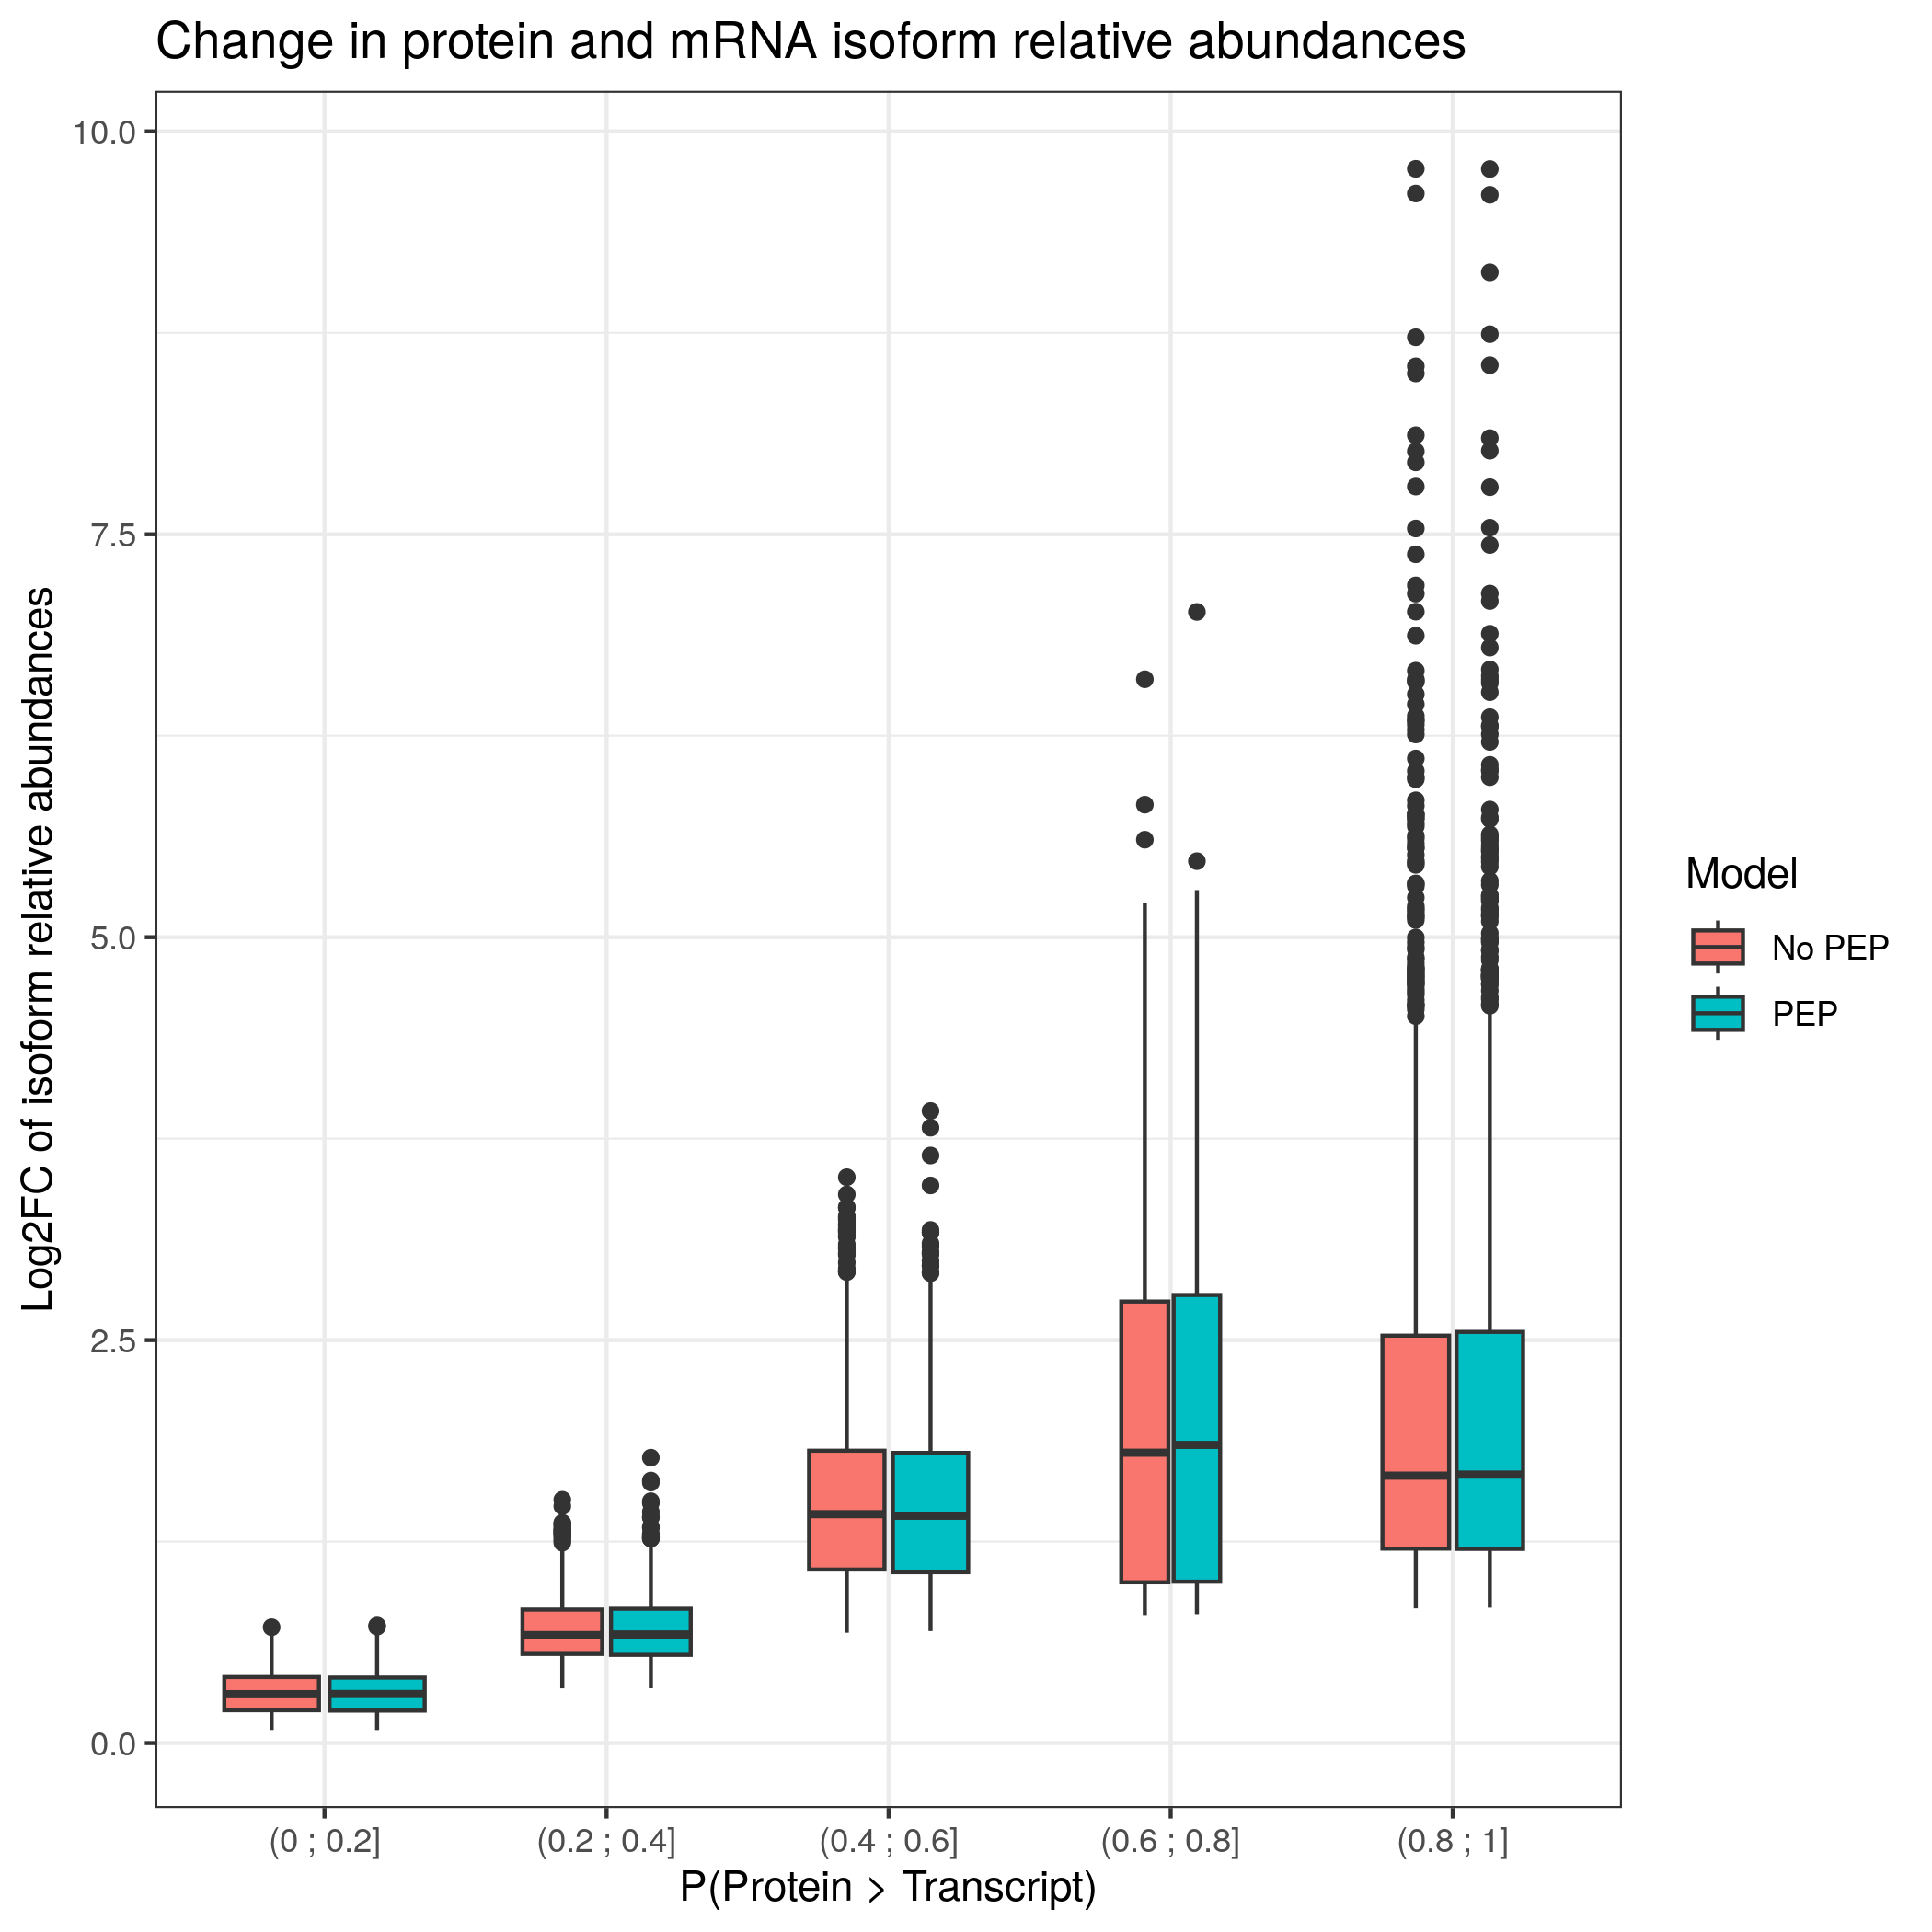 Change in protein and mRNA isoform relative abundances
Log2FC of isoform relative abundances
10.0
7.5
5.0
2.5
0.0
(0 ; 0.2]
(0.2 ; 0.4]
(0.4 ; 0.6]
(0.6 ; 0.8]
(0.8 ; 1]
P(Protein > Transcript)
Model
No PEP
PEP